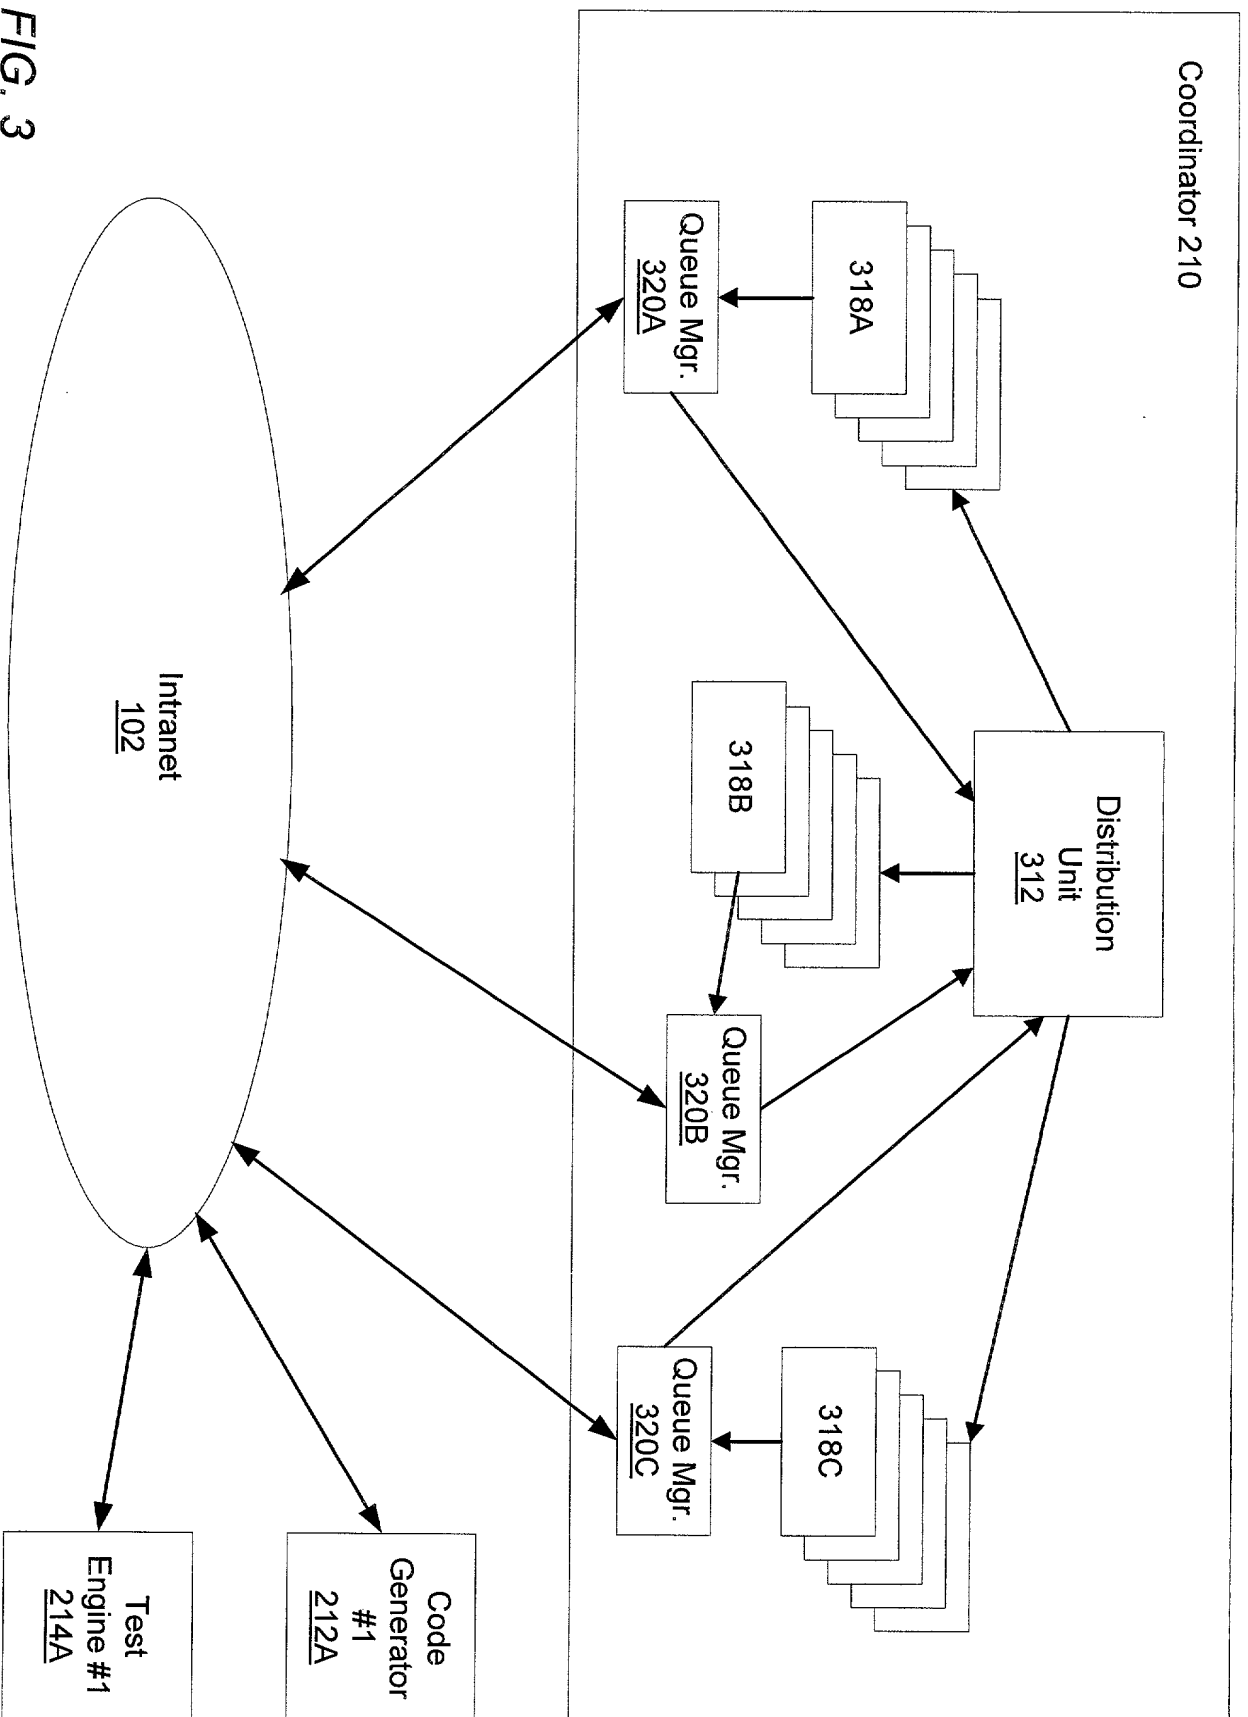 Coordinator 210
Distribution
Unit
312
318A
318B
318C
Queue Mgr.
320A
Queue Mgr.
320B
Queue Mgr.
320C
Intranet
102
Code
Generator
#1
212A
Test
Engine #1
214A
FIG. 3